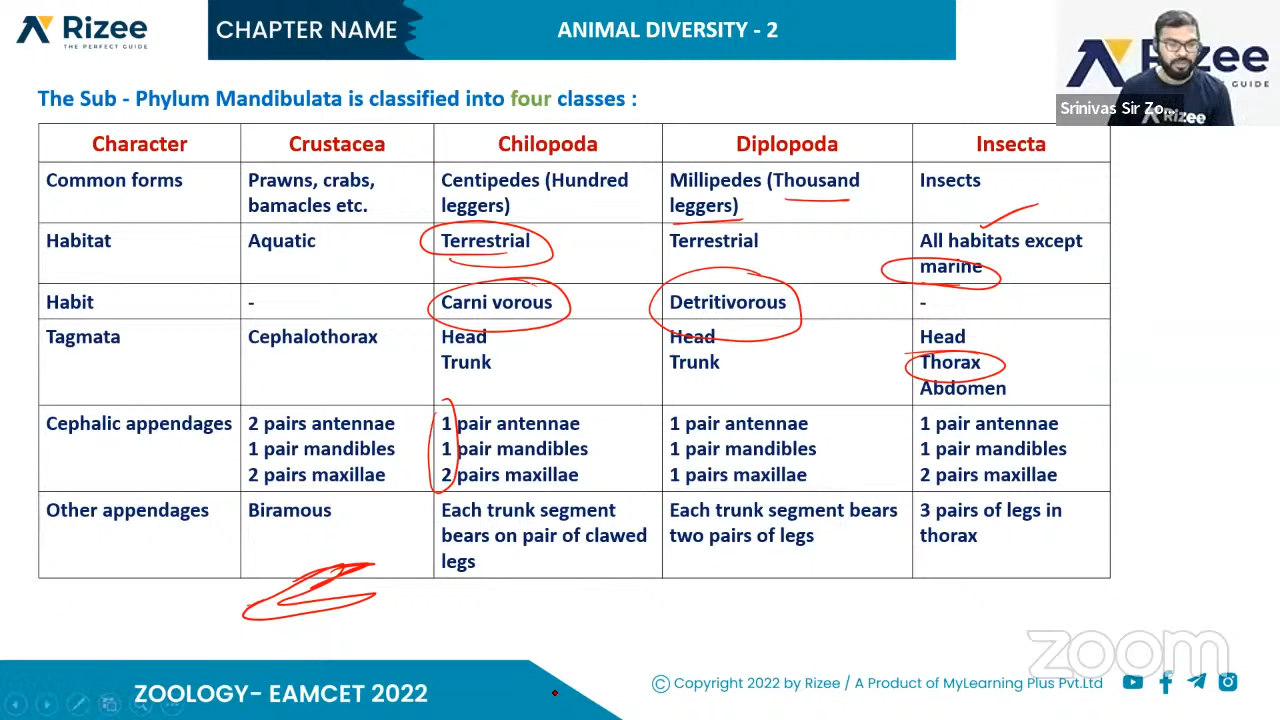 Rizee
THE PERFECT GUIDE
CHAPTER NAME
ANIMAL DIVERSITY - 2
Rizee
GUIDE
Srinivas Sir Zo...
Rizee
The Sub - Phylum Mandibulata is classified into four classes :
Character
Crustacea
Chilopoda
Diplopoda
Insecta
Common forms
Prawns, crabs,
bamacles etc.
Centipedes (Hundred
leggers)
Millipedes (Thousand
leggers)
Insects
Habitat
Aquatic
Terrestrial
Terrestrial
All habitats except
marine
Habit
-
Carni vorous
Detritivorous
-
Tagmata
Cephalothorax
Head
Trunk
Head
Trunk
Head
Thorax
Abdomen
Cephalic appendages
2 pairs antennae
1 pair mandibles
2 pairs maxillae
1 pair antennae
1 pair mandibles
2 pairs maxillae
1 pair antennae
1 pair mandibles
1 pairs maxillae
1 pair antennae
1 pair mandibles
2 pairs maxillae
Other appendages
Biramous
Each trunk segment
bears on pair of clawed
legs
Each trunk segment bears
two pairs of legs
3 pairs of legs in
thorax
zoom
ZOOLOGY- EAMCET 2022
© Copyright 2022 by Rizee / A Product of MyLearning Plus Pvt.Ltd